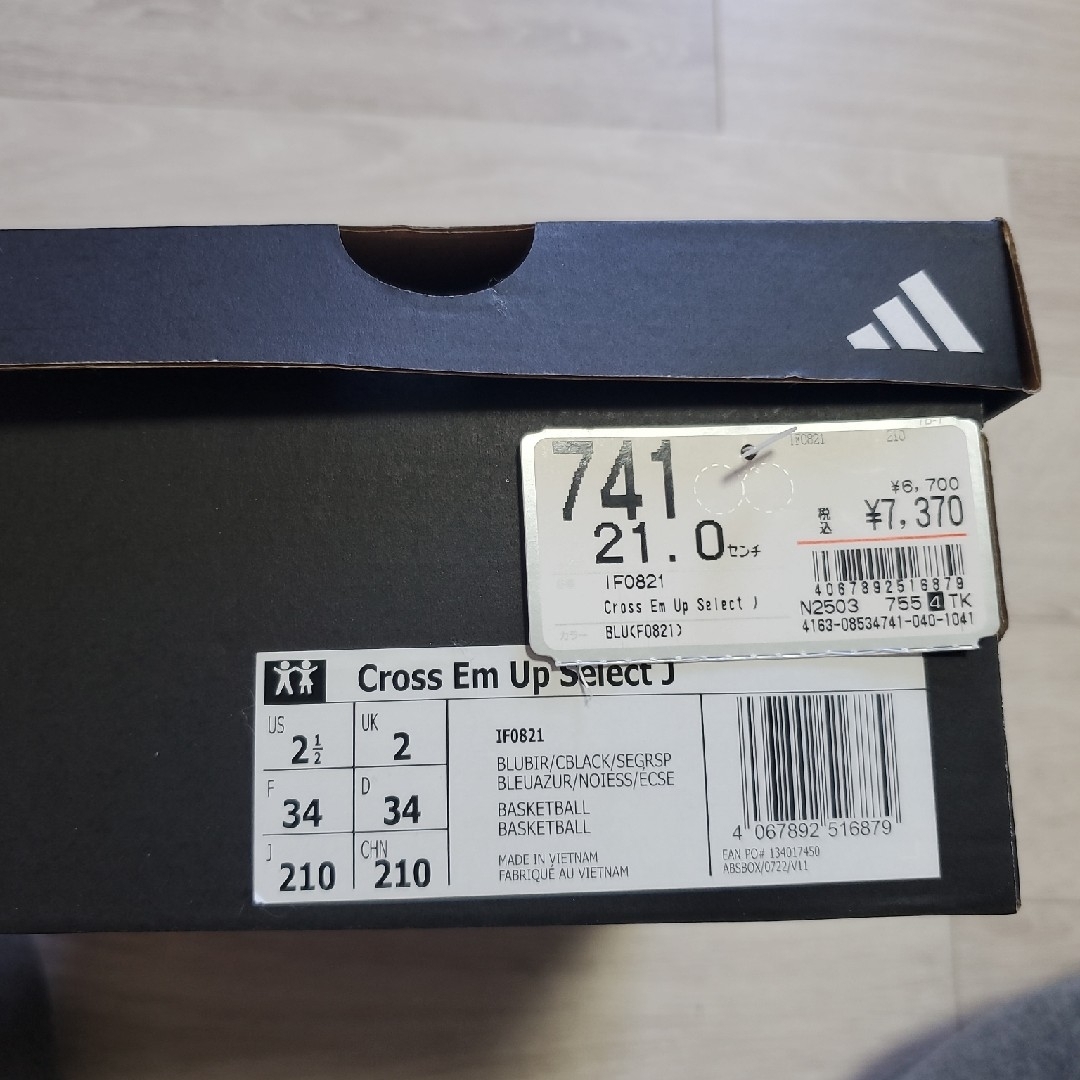 IF0821 210
741
¥6,700
税込 ¥7,370
21.0センチ
4067892516879
IF0821
Cross Em Up Select J
N2503 755 4 TK
カラー BLU(F0821)
4163-08534741-040-1041
Cross Em Up Select J
US 2 1/2 UK 2
F 34 D 34
J 210 CHN 210
IF0821
BLUBIR/CBLACK/SEGRSP
BLEUAZUR/NOIESS/ECSE
BASKETBALL
BASKETBALL
MADE IN VIETNAM
FABRIQUÉ AU VIETNAM
4 067892 516879
EAN PO# 134017450
ABSBOX/0722/V11